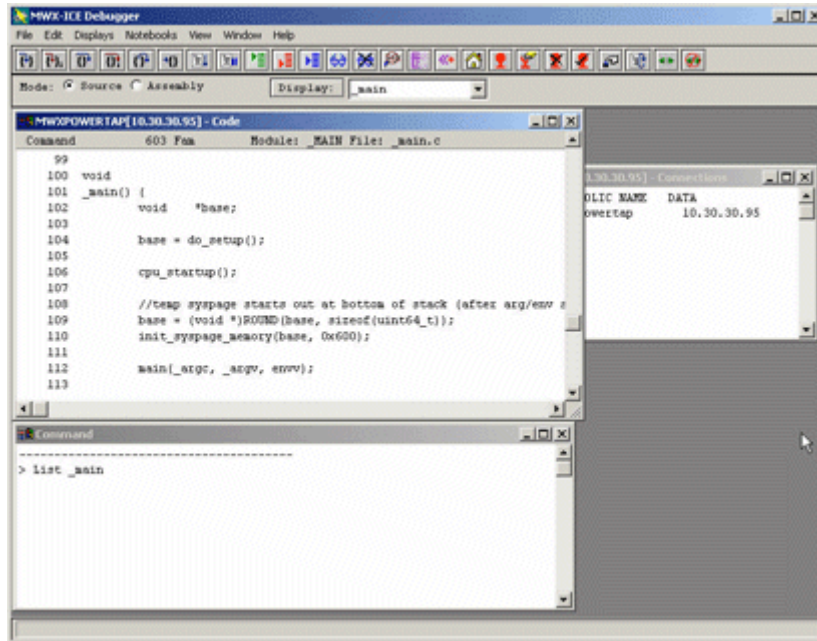 MWX-ICE Debugger
File Edit Displays Notebooks View Window Help
Mode: Source Assembly Display: _main
MWXPOWERTAP[10.30.30.95] - Code
Command 603 Fam Module: _MAIN File: _main.c
99
100 void
101 _main() {
102 void *base;
103
104 base = do_setup();
105
106 cpu_startup();
107
108 //temp syspage starts out at bottom of stack (after arg/env s
109 base = (void *)ROUND(base, sizeof(uint64_t));
110 init_syspage_memory(base, 0x600);
111
112 main(_argc, _argv, envv);
113
0.30.30.95] - Connections
OLIC NAME DATA
owertap 10.30.30.95
Command
----------------------------------------
> List _main